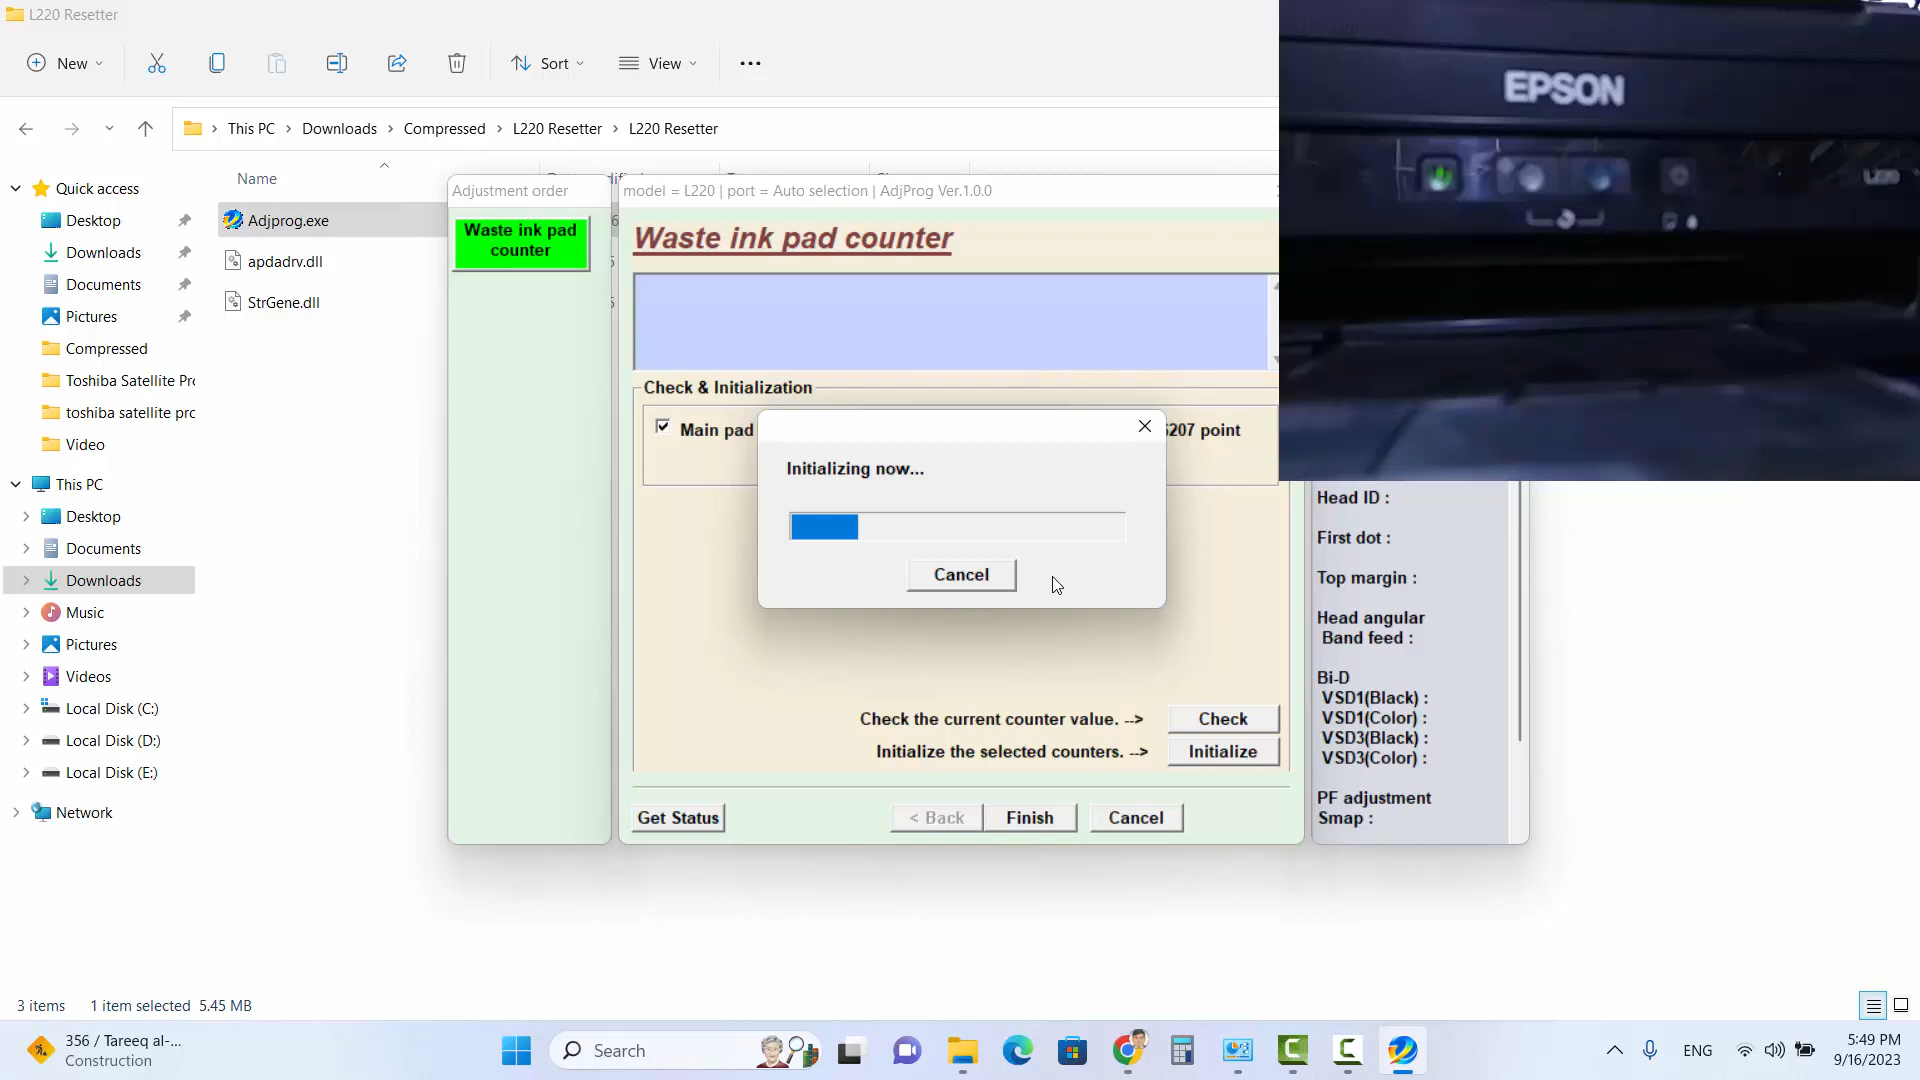 L220 Resetter
New
Sort
View
This PC
Downloads
Compressed
L220 Resetter
L220 Resetter
Name
Quick access
Desktop
Downloads
Documents
Pictures
Compressed
Toshiba Satellite Pr
toshiba satellite pro
Video
This PC
Desktop
Documents
Downloads
Music
Pictures
Videos
Local Disk (C:)
Local Disk (D:)
Local Disk (E:)
Network
Adjprog.exe
apdadrv.dll
StrGene.dll
Adjustment order
Waste ink pad
counter
model = L220 | port = Auto selection | AdjProg Ver.1.0.0
Waste ink pad counter
Check & Initialization
Main pad
6207 point
Initializing now...
Cancel
Check the current counter value. -->
Check
Initialize the selected counters. -->
Initialize
Get Status
< Back
Finish
Cancel
EPSON
L220
Head ID :
First dot :
Top margin :
Head angular
Band feed :
Bi-D
VSD1(Black) :
VSD1(Color) :
VSD3(Black) :
VSD3(Color) :
PF adjustment
Smap :
3 items
1 item selected 5.45 MB
356 / Tareeq al-...
Construction
Search
ENG
5:49 PM
9/16/2023